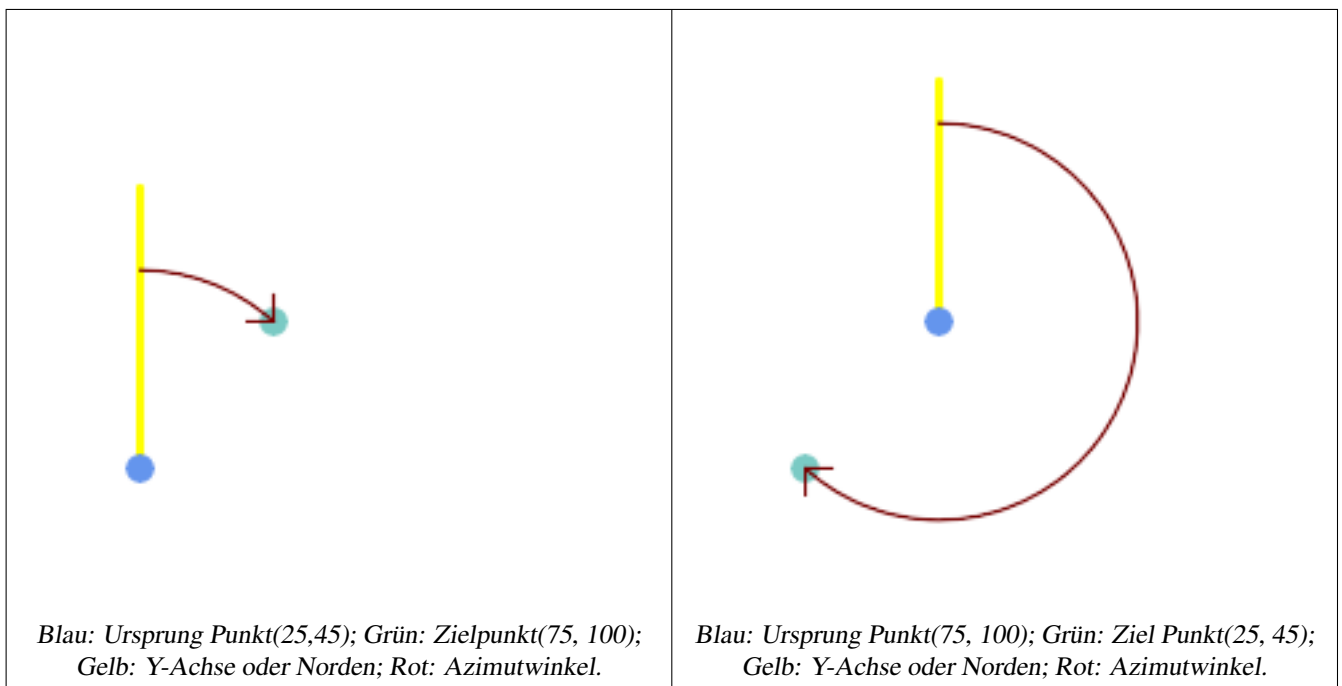 Blau: Ursprung Punkt(25,45); Grün: Zielpunkt(75, 100);
Gelb: Y-Achse oder Norden; Rot: Azimutwinkel.
Blau: Ursprung Punkt(75, 100); Grün: Ziel Punkt(25, 45);
Gelb: Y-Achse oder Norden; Rot: Azimutwinkel.